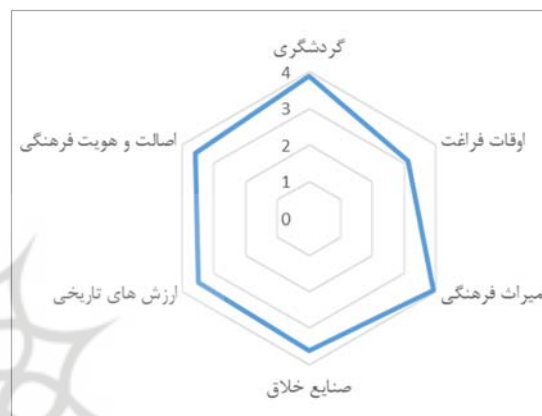 گردشگری
4
3
2
1
0
اوقات فراغت
میراث فرهنگی
صنایع خلاق
ارزش های تاریخی
اصالت و هویت فرهنگی